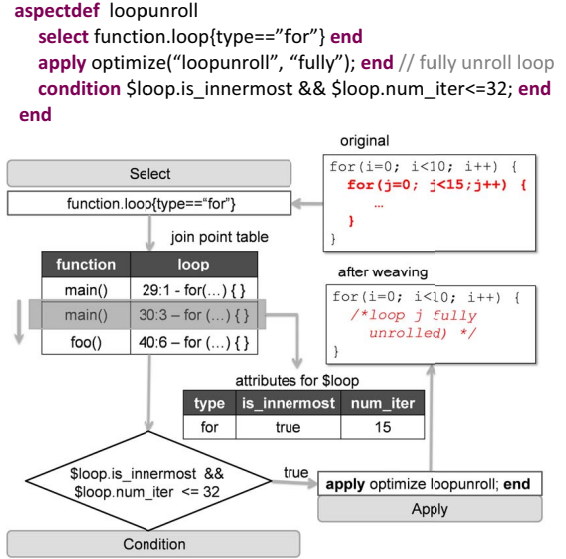 aspectdef loopunroll
select function.loop{type==”for”} end
apply optimize(“loopunroll”, “fully”); end // fully unroll loop
condition $loop.is_innermost && $loop.num_iter<=32; end
end
original
Select
for(i=0; i<10; i++) {
for(j=0; j<15;j++) {
…
}
}
function.loop{type==“for”}
join point table
function loop
main() 29:1 - for(…) { }
main() 30:3 – for (…) { }
foo() 40:6 – for (…) { }
after weaving
for(i=0; i<10; i++) {
/*loop j fully
unrolled) */
}
attributes for $loop
type is_innermost num_iter
for true 15
$loop.is_innermost &&
$loop.num_iter <= 32
true
apply optimize loopunroll; end
Apply
Condition